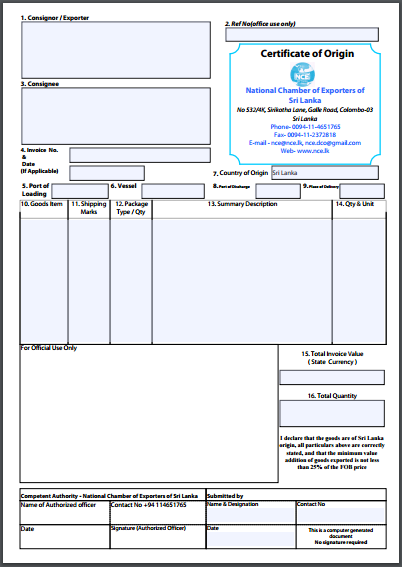 1. Consignor / Exporter
2. Ref No(office use only)
Certificate of Origin
NCE
National Chamber of Exporters of
Sri Lanka
No 532/4K, Sirikotha Lane, Galle Road, Colombo-03
Sri Lanka
Phone- 0094-11-4651765
Fax- 0094-11-2372818
E-mail - nce@nce.lk, nce.dco@gmail.com
Web- www.nce.lk
3. Consignee
4. Invoice No.
&
Date
(If Applicable)
7. Country of Origin
Sri Lanka
5. Port of
Loading
6. Vessel
8. Port of Discharge
9. Place of Delivery
10. Goods Item
11. Shipping
Marks
12. Package
Type / Qty
13. Summary Description
14. Qty & Unit
For Official Use Only
15. Total Invoice Value
( State Currency )
16. Total Quantity
I declare that the goods are of Sri Lanka
origin, all particulars above are correctly
stated, and that the minimum value
addition of goods exported is not less
than 25% of the FOB price
Competent Authority - National Chamber of Exporters of Sri Lanka
Submitted by
Name of Authorized officer
Contact No +94 114651765
Name & Designation
Contact No
Date
Signature (Authorized Officer)
Date
This is a computer generated
document
No signature required